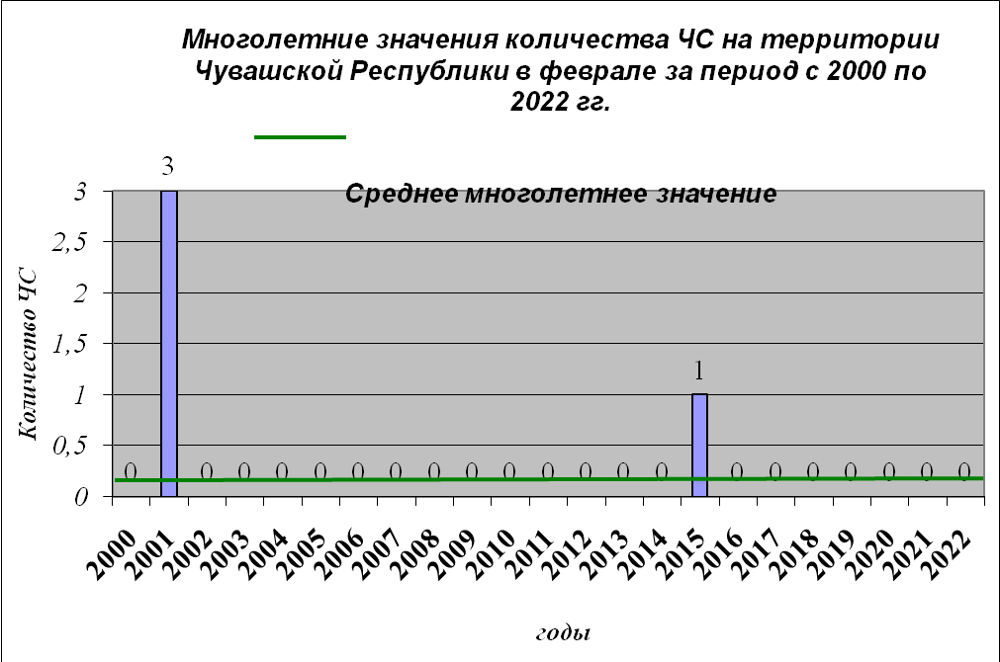 Многолетние значения количества ЧС на территории
Чувашской Республики в феврале за период с 2000 по
2022 гг.
Среднее многолетнее значение
Количество ЧС
3
2,5
2
1,5
1
0,5
0
0 3 0 0 0 0 0 0 0 0 0 0 0 0 0 1 0 0 0 0 0 0 0
2000 2001 2002 2003 2004 2005 2006 2007 2008 2009 2010 2011 2012 2013 2014 2015 2016 2017 2018 2019 2020 2021 2022
годы